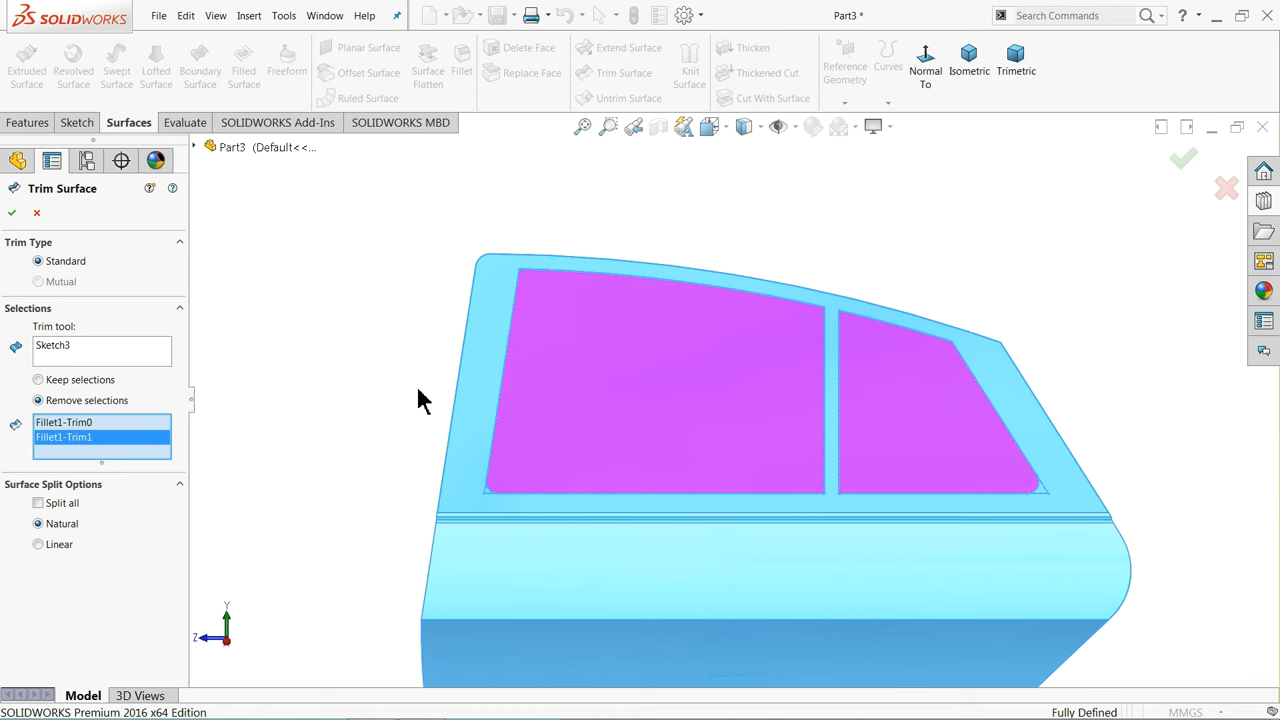 SOLIDWORKS
File Edit View Insert Tools Window Help
Part3 *
Search Commands
Extruded Surface
Revolved Surface
Swept Surface
Lofted Surface
Boundary Surface
Filled Surface
Freeform
Planar Surface
Offset Surface
Ruled Surface
Surface Flatten
Fillet
Delete Face
Replace Face
Extend Surface
Trim Surface
Untrim Surface
Knit Surface
Thicken
Thickened Cut
Cut With Surface
Reference Geometry
Curves
Normal To
Isometric
Trimetric
Features Sketch Surfaces Evaluate SOLIDWORKS Add-Ins SOLIDWORKS MBD
Part3 (Default<<...
Trim Surface
Trim Type
Standard
Mutual
Selections
Trim tool:
Sketch3
Keep selections
Remove selections
Fillet1-Trim0
Fillet1-Trim1
Surface Split Options
Split all
Natural
Linear
Y
Z
Model 3D Views
SOLIDWORKS Premium 2016 x64 Edition
Fully Defined
MMGS